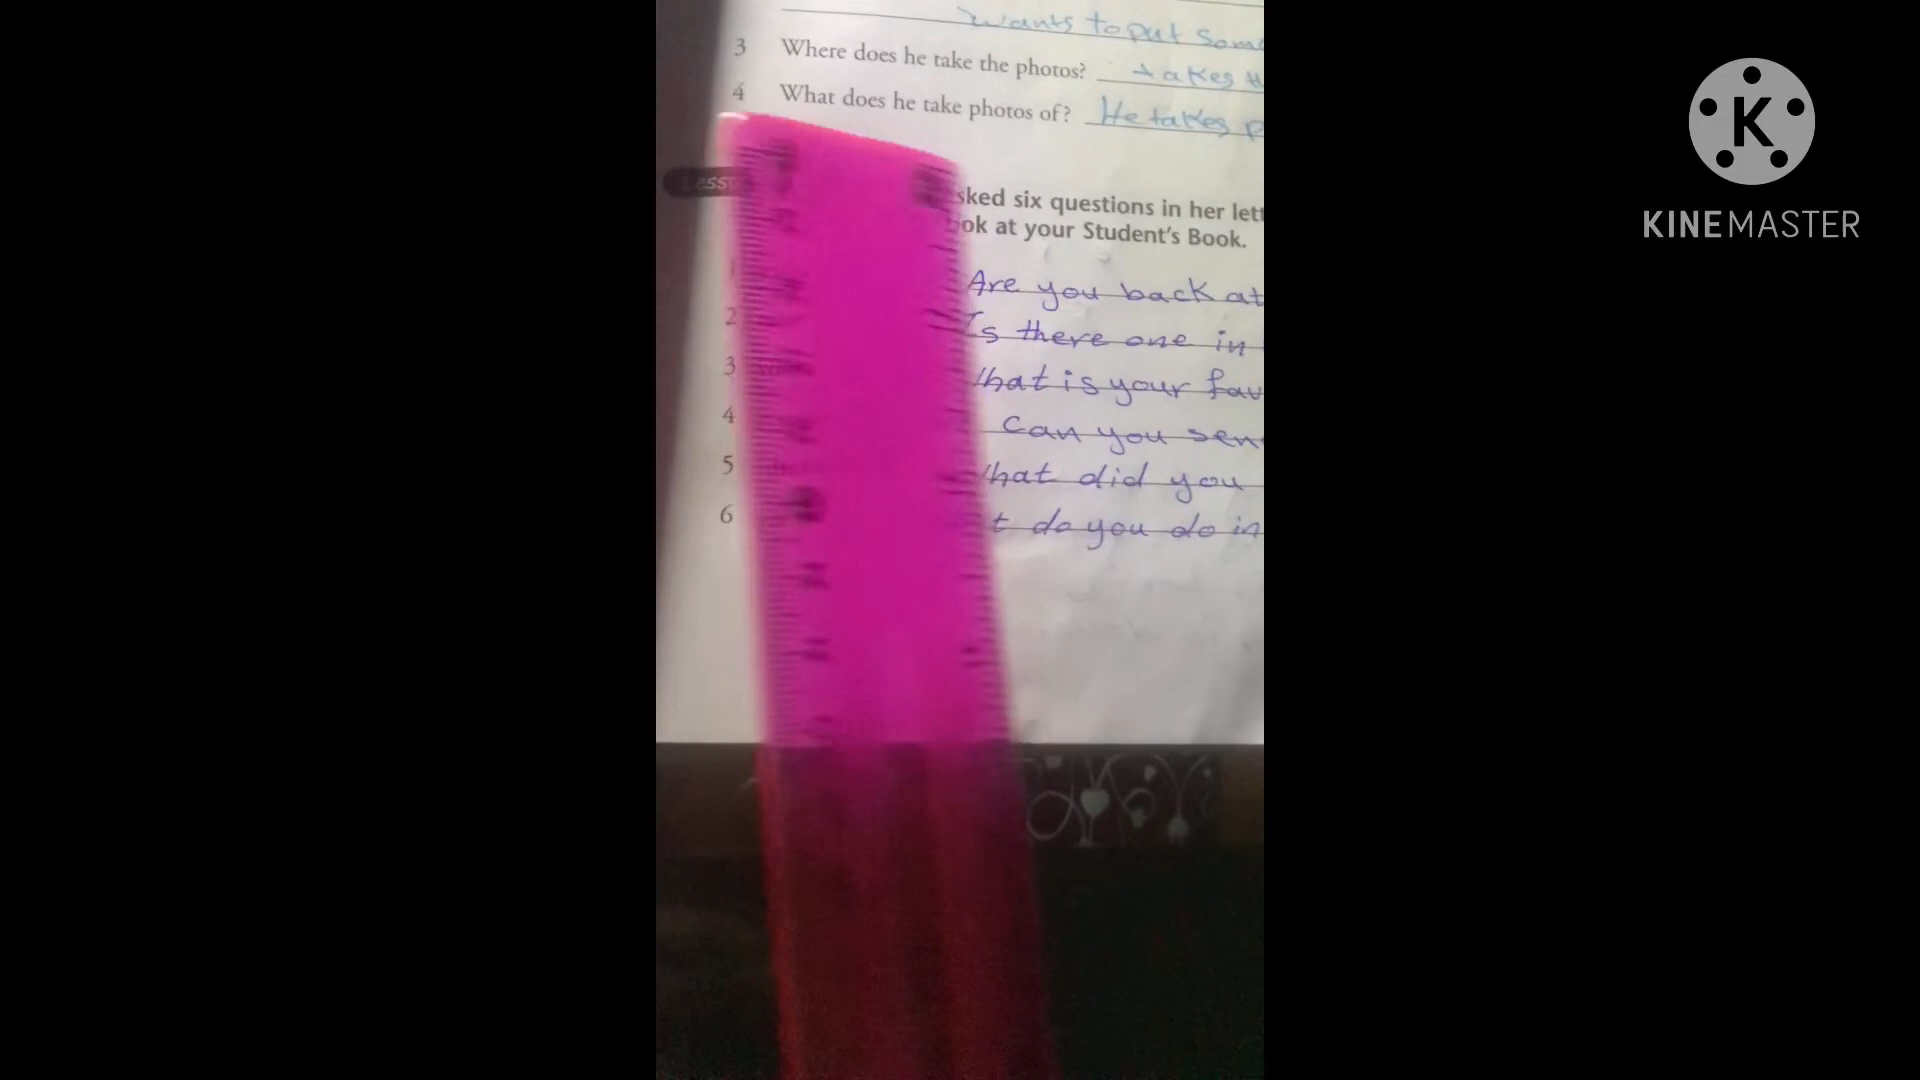 wants to put som
3 Where does he take the photos? takes th
4 What does he take photos of? He takes p
sked six questions in her lett
ok at your Student's Book.
1 Are you back at
2 Is there one in
3 hat is your fav
4 can you sen
5 hat did you
6 t do you do in
K
KINEMASTER